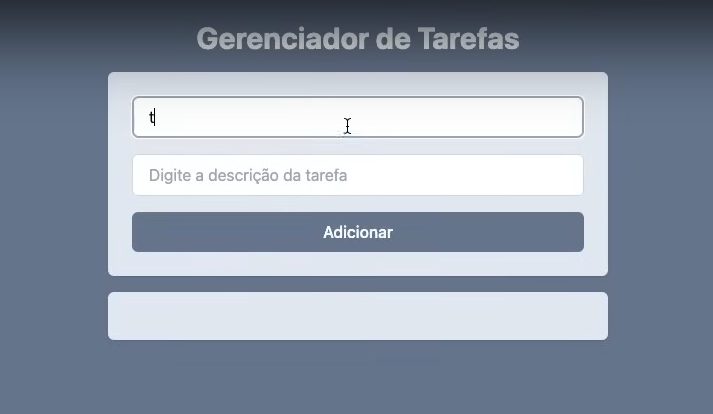 Gerenciador de Tarefas
t
Digite a descrição da tarefa
Adicionar